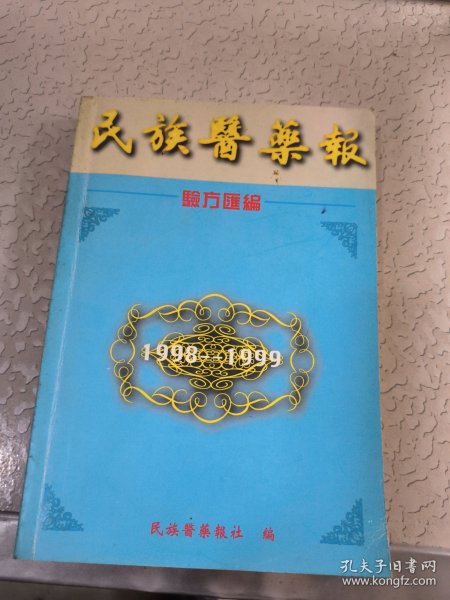 民族醫藥報
驗方匯編
1998--1999
民族醫藥報社 編
孔夫子旧书网
www.kongfz.com